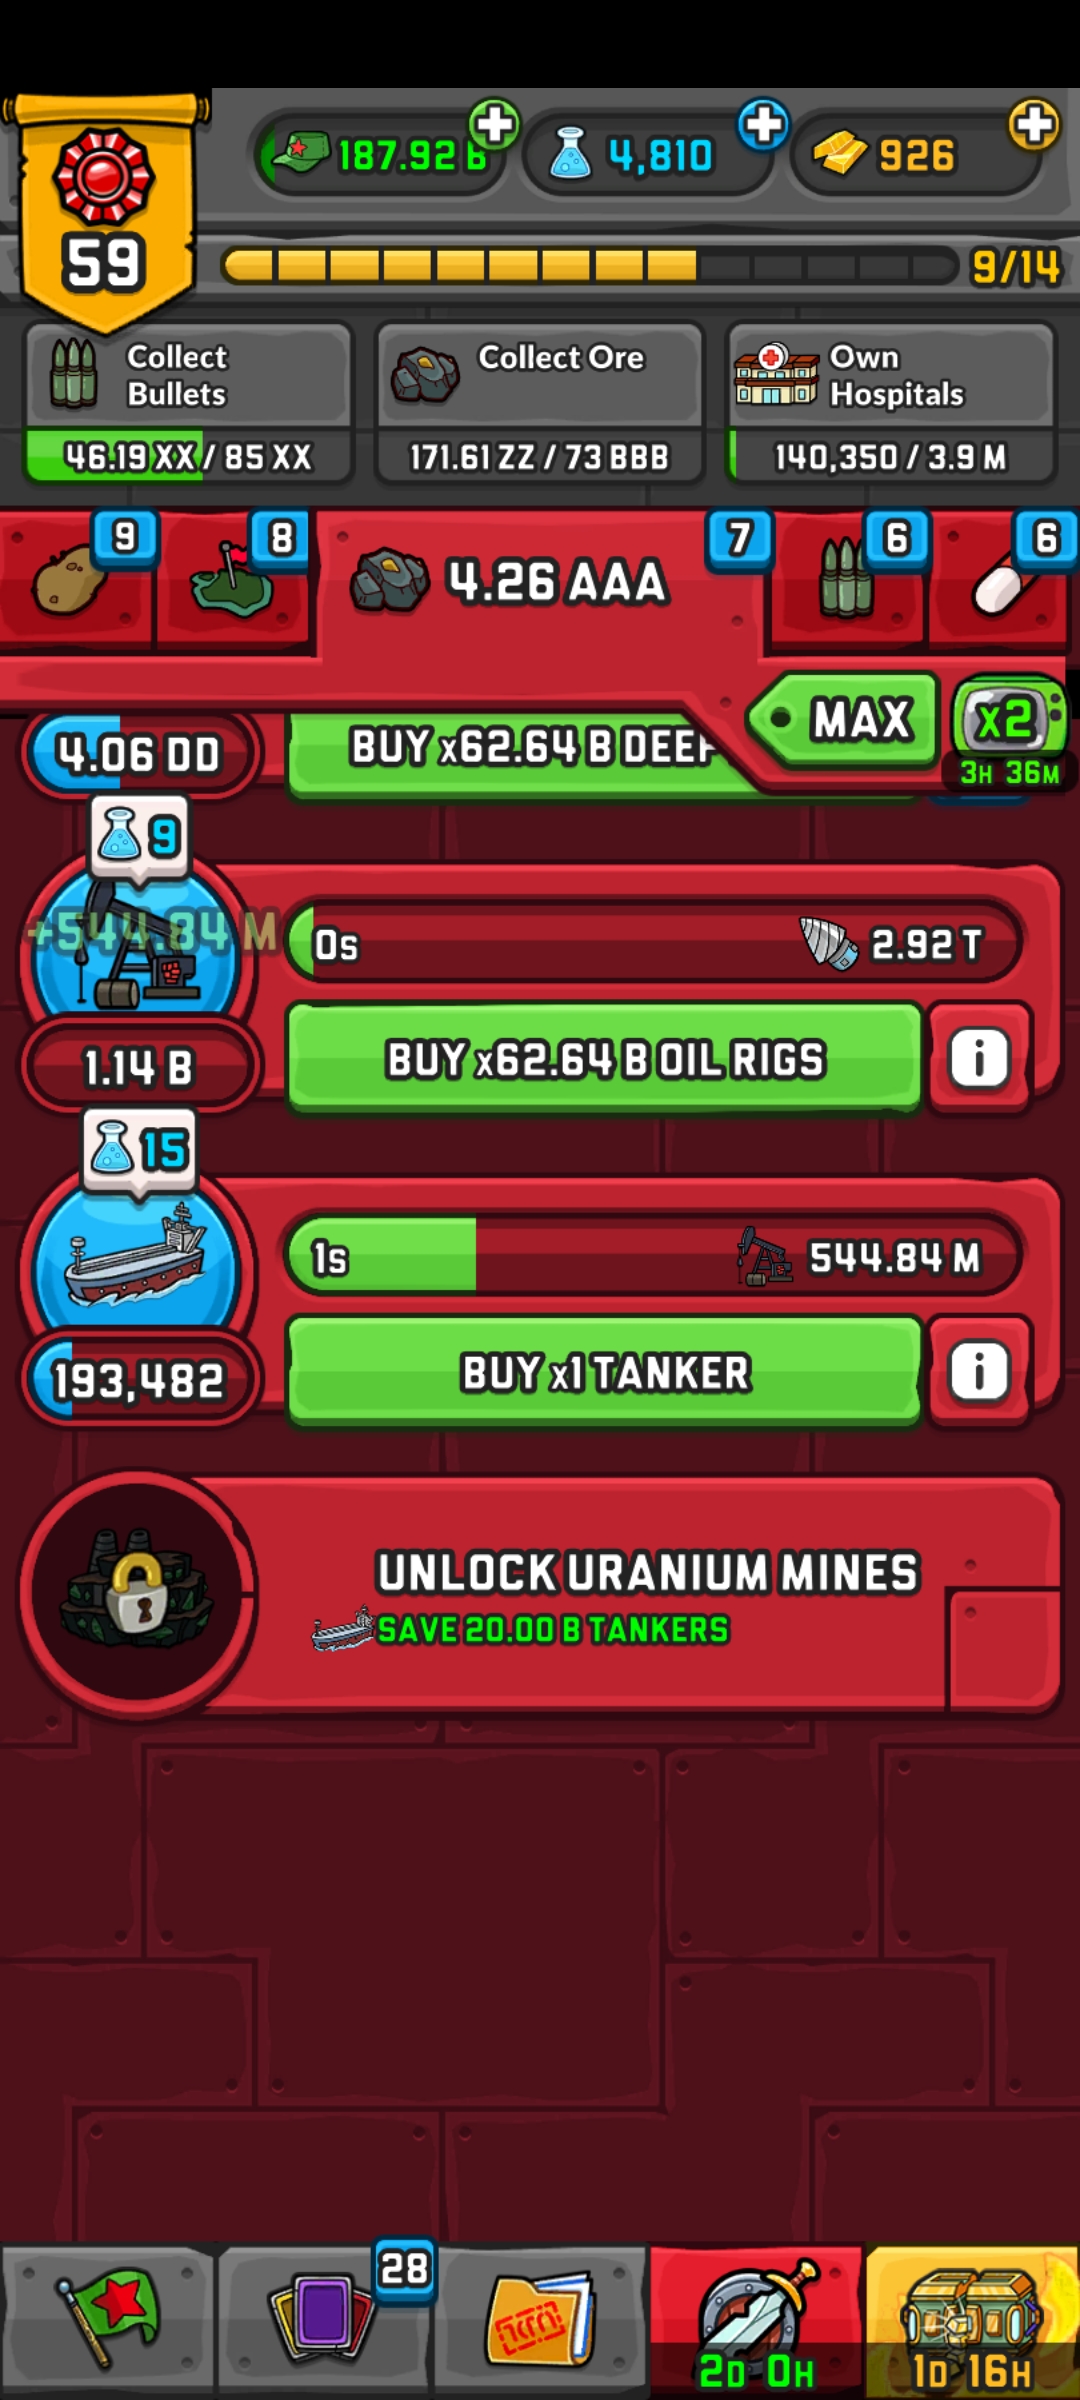 187.92 B
4,810
926
59
9/14
Collect
Bullets
46.19 XX / 85 XX
Collect Ore
171.61 ZZ / 73 BBB
Own
Hospitals
140,350 / 3.9 M
9
8
4.26 AAA
7
6
6
MAX
x2
3H 36M
4.06 DD
BUY x62.64 B DEEP
9
+544.84 M
0s
2.92 T
1.14 B
BUY x62.64 B OIL RIGS
i
15
1s
544.84 M
193,482
BUY x1 TANKER
i
UNLOCK URANIUM MINES
SAVE 20.00 B TANKERS
28
2D 0H
1D 16H